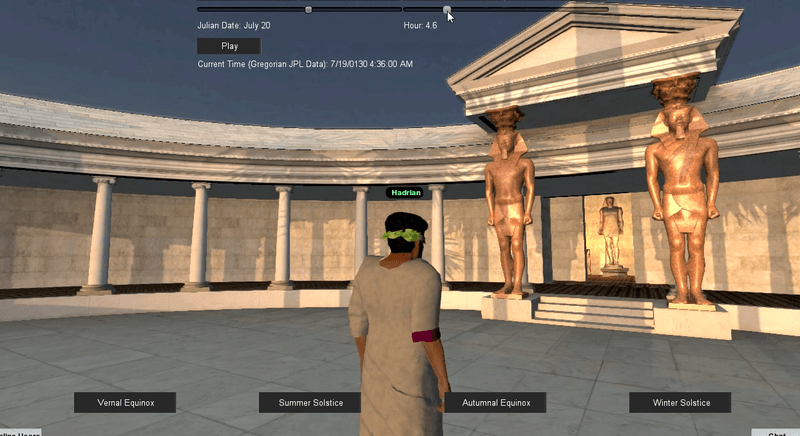 Julian Date: July 20
Hour: 4.6
Play
Current Time (Gregorian JPL Data): 7/19/0130 4:36:00 AM
Hadrian
Vernal Equinox
Summer Solstice
Autumnal Equinox
Winter Solstice
Users
Chat